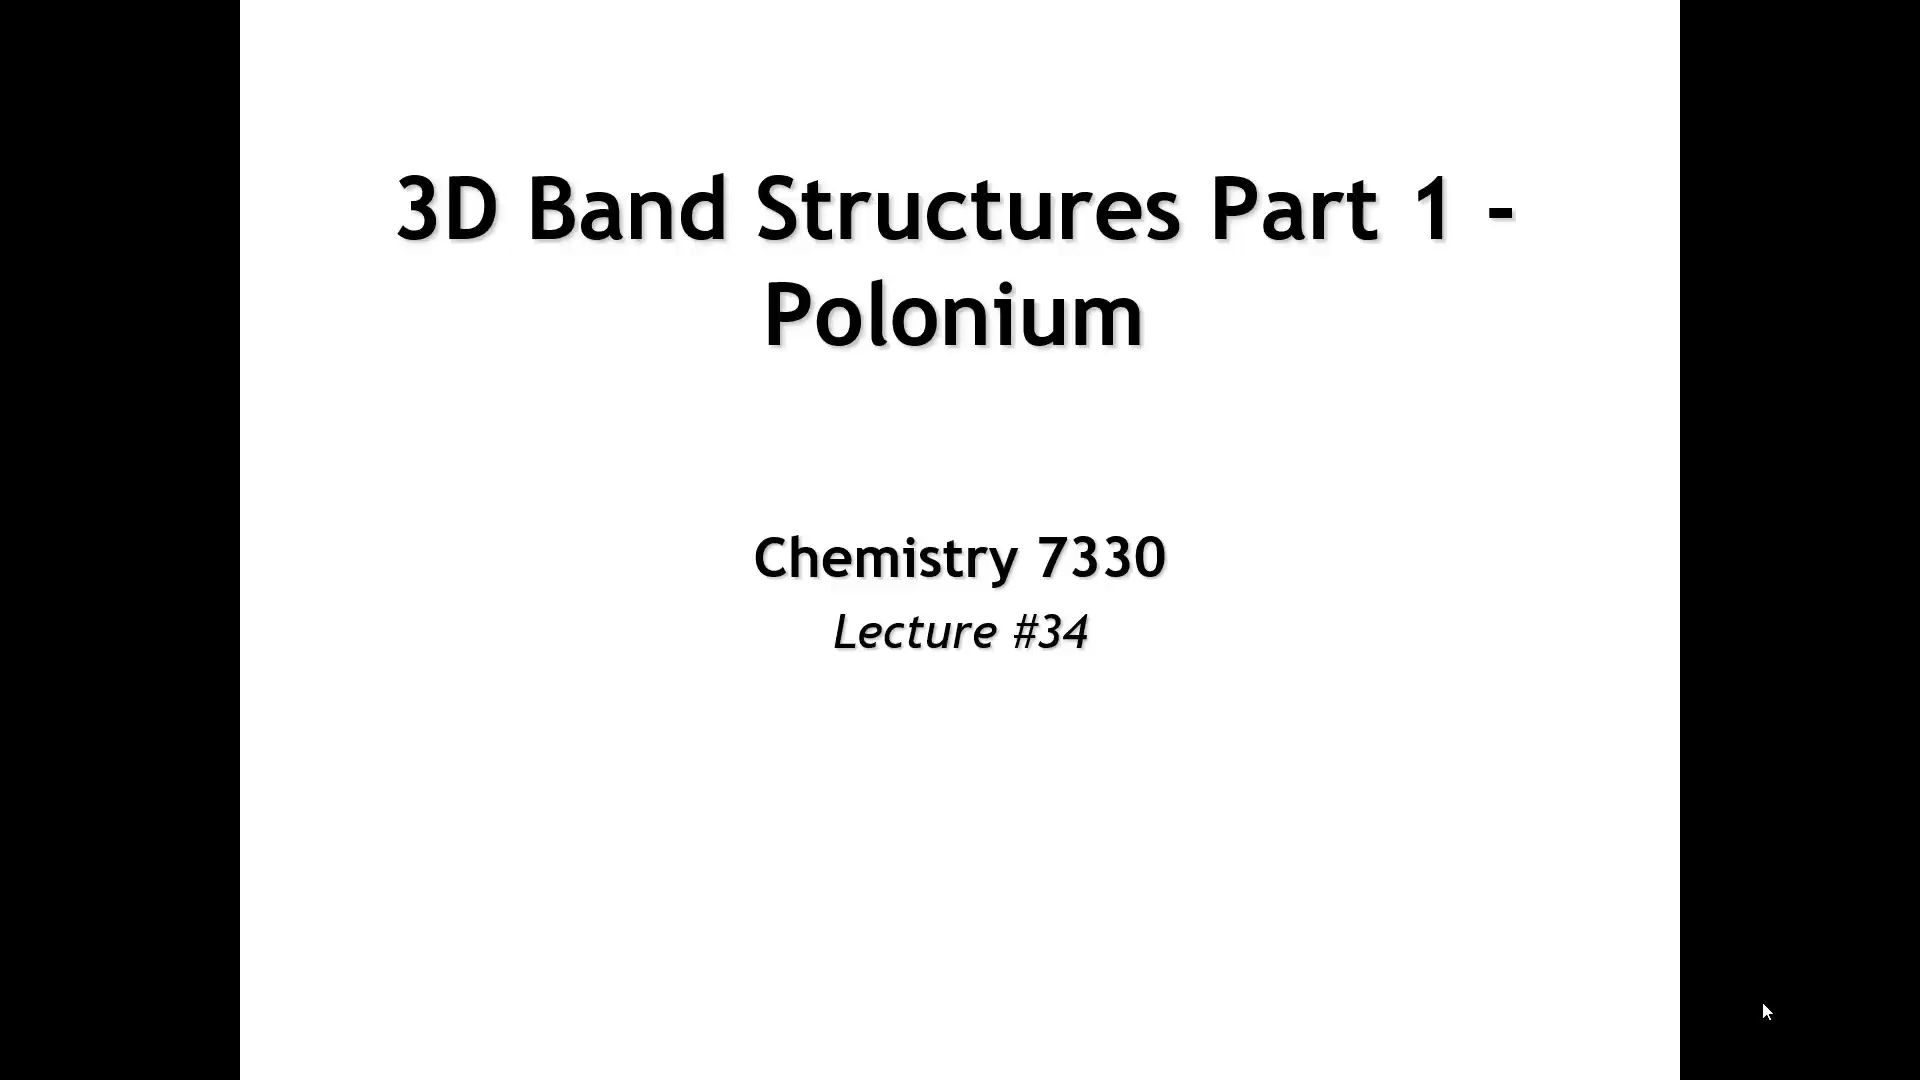 3D Band Structures Part 1 -
Polonium
Chemistry 7330
Lecture #34